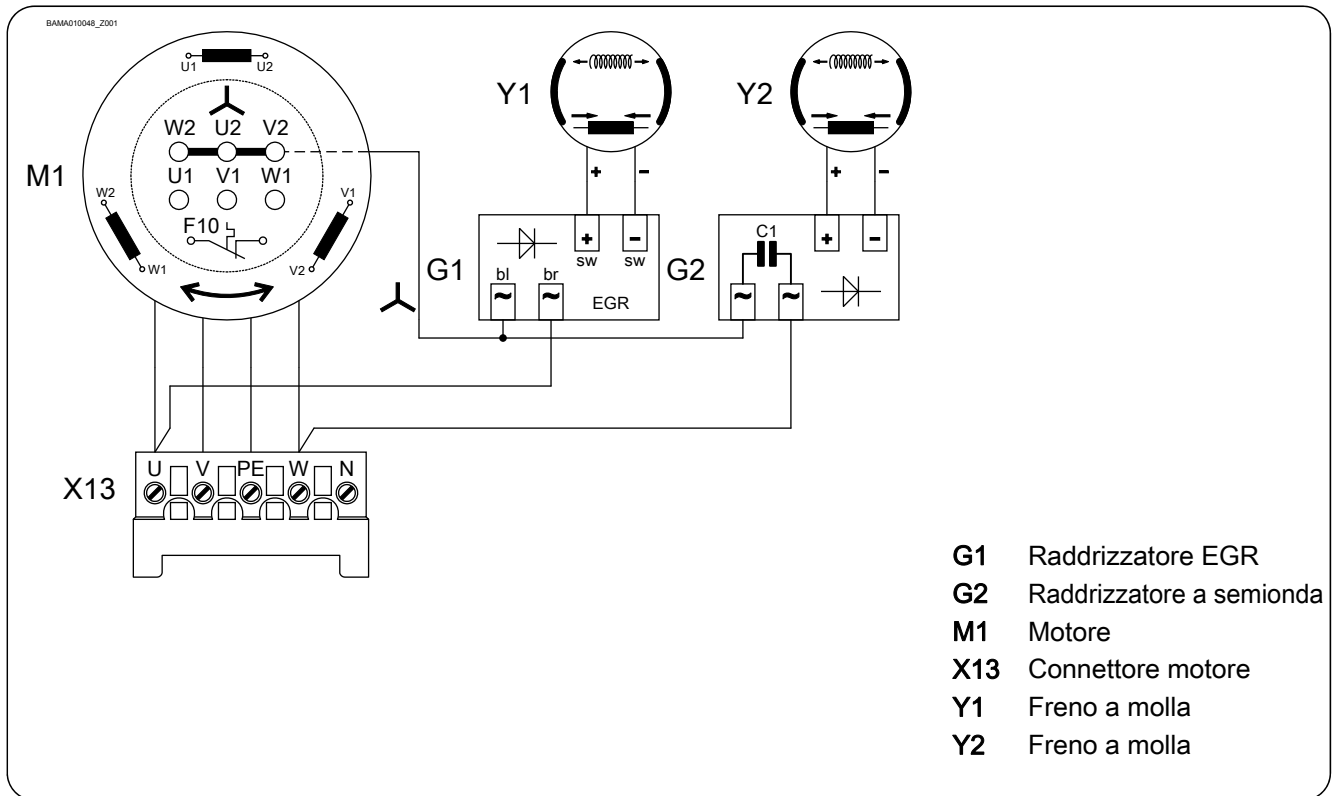 BAMA010048_Z001
U1 U2
W2 U2 V2
U1 V1 W1
F10
M1
W2
W1
V1
V2
Y1
+ -
Y2
+ -
G1
+ -
sw sw
bl br
~ ~
EGR
G2
C1
+ -
~ ~
X13
U V PE W N
G1 Raddrizzatore EGR
G2 Raddrizzatore a semionda
M1 Motore
X13 Connettore motore
Y1 Freno a molla
Y2 Freno a molla